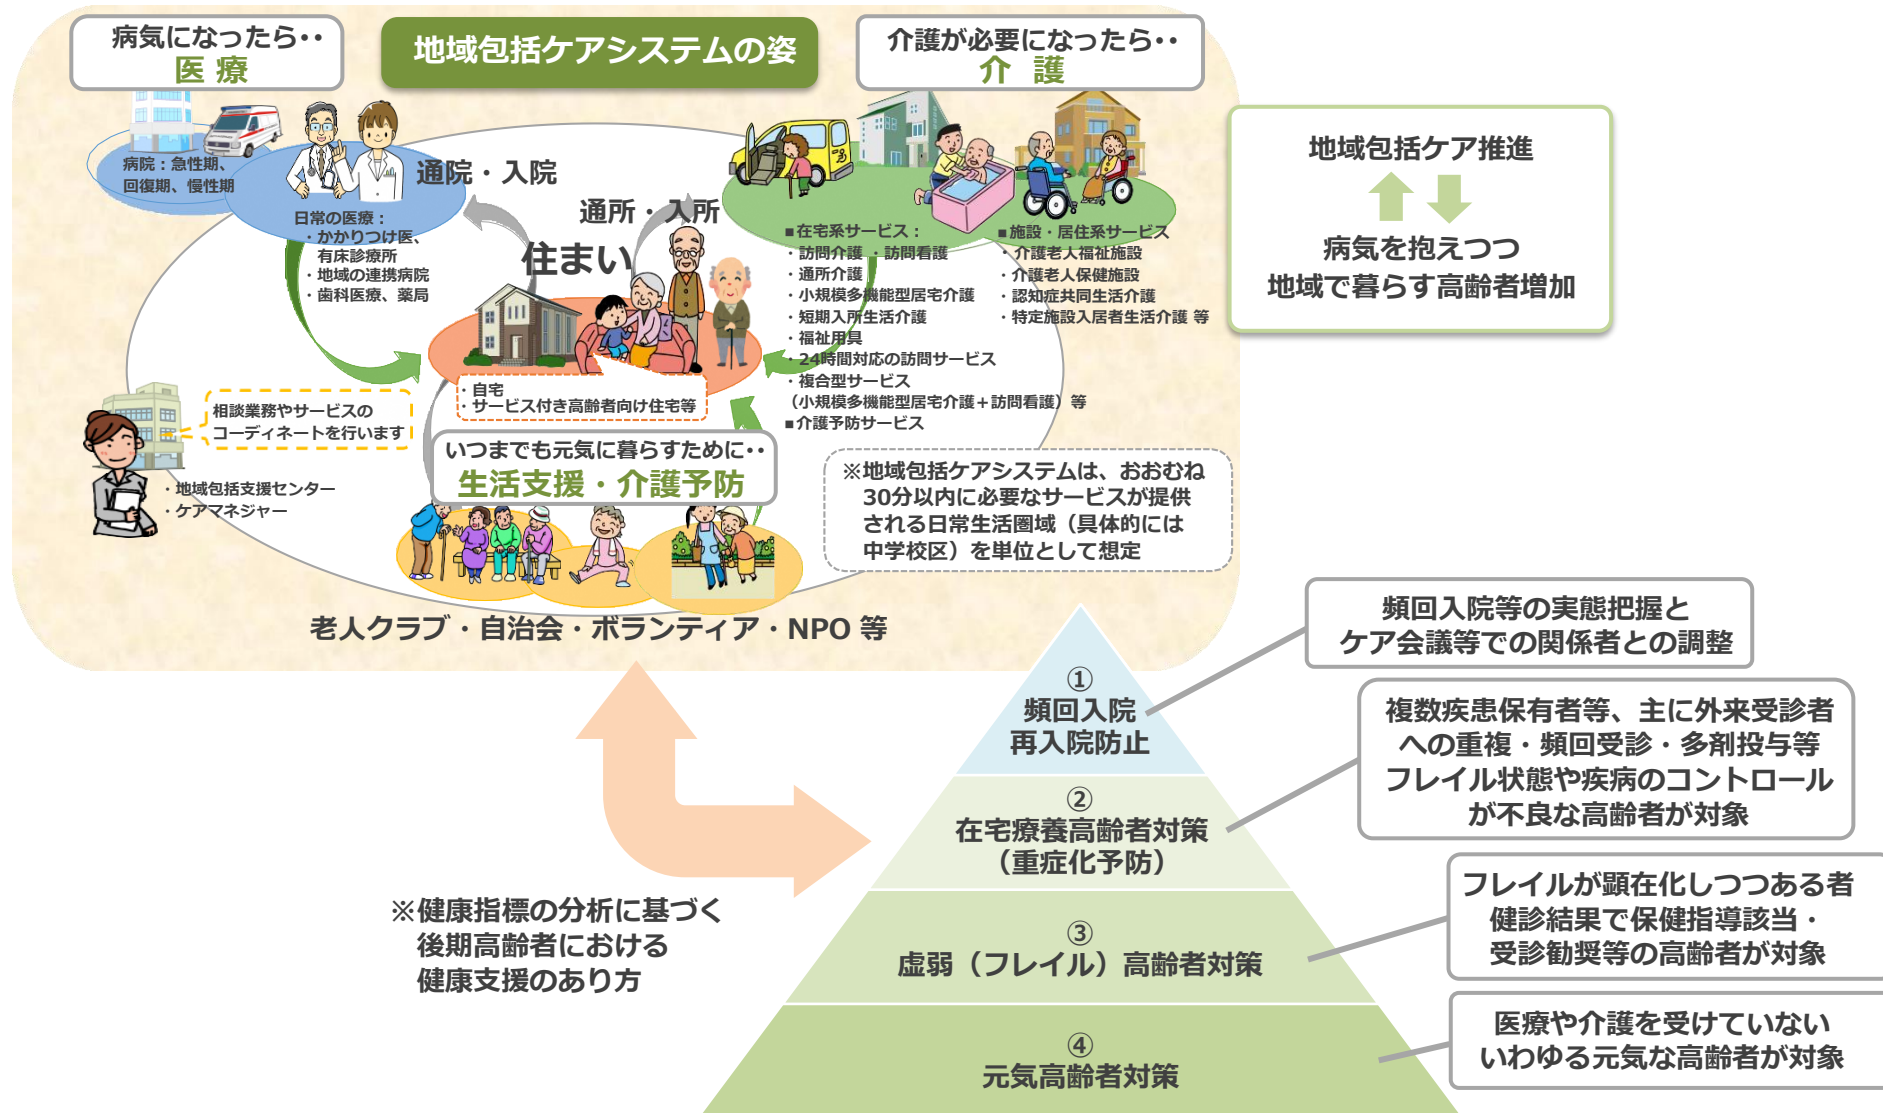 病気になったら・・
医 療
地域包括ケアシステムの姿
介護が必要になったら・・
介 護
病院：急性期、
回復期、慢性期
通院・入院
日常の医療：
・かかりつけ医、
有床診療所
・地域の連携病院
・歯科医療、薬局
通所・入所
住まい
■在宅系サービス：
・訪問介護 ・訪問看護
・通所介護
・小規模多機能型居宅介護
・短期入所生活介護
・福祉用具
・24時間対応の訪問サービス
・複合型サービス
（小規模多機能型居宅介護＋訪問看護）等
■介護予防サービス
■施設・居住系サービス
・介護老人福祉施設
・介護老人保健施設
・認知症共同生活介護
・特定施設入居者生活介護 等
地域包括ケア推進
病気を抱えつつ
地域で暮らす高齢者増加
・自宅
・サービス付き高齢者向け住宅等
相談業務やサービスの
コーディネートを行います
・地域包括支援センター
・ケアマネジャー
いつまでも元気に暮らすために・・
生活支援・介護予防
※地域包括ケアシステムは、おおむね
30分以内に必要なサービスが提供
される日常生活圏域（具体的には
中学校区）を単位として想定
老人クラブ・自治会・ボランティア・NPO 等
①
頻回入院
再入院防止
頻回入院等の実態把握と
ケア会議等での関係者との調整
②
在宅療養高齢者対策
（重症化予防）
複数疾患保有者等、主に外来受診者
への重複・頻回受診・多剤投与等
フレイル状態や疾病のコントロール
が不良な高齢者が対象
③
虚弱（フレイル）高齢者対策
フレイルが顕在化しつつある者
健診結果で保健指導該当・
受診勧奨等の高齢者が対象
④
元気高齢者対策
医療や介護を受けていない
いわゆる元気な高齢者が対象
※健康指標の分析に基づく
後期高齢者における
健康支援のあり方